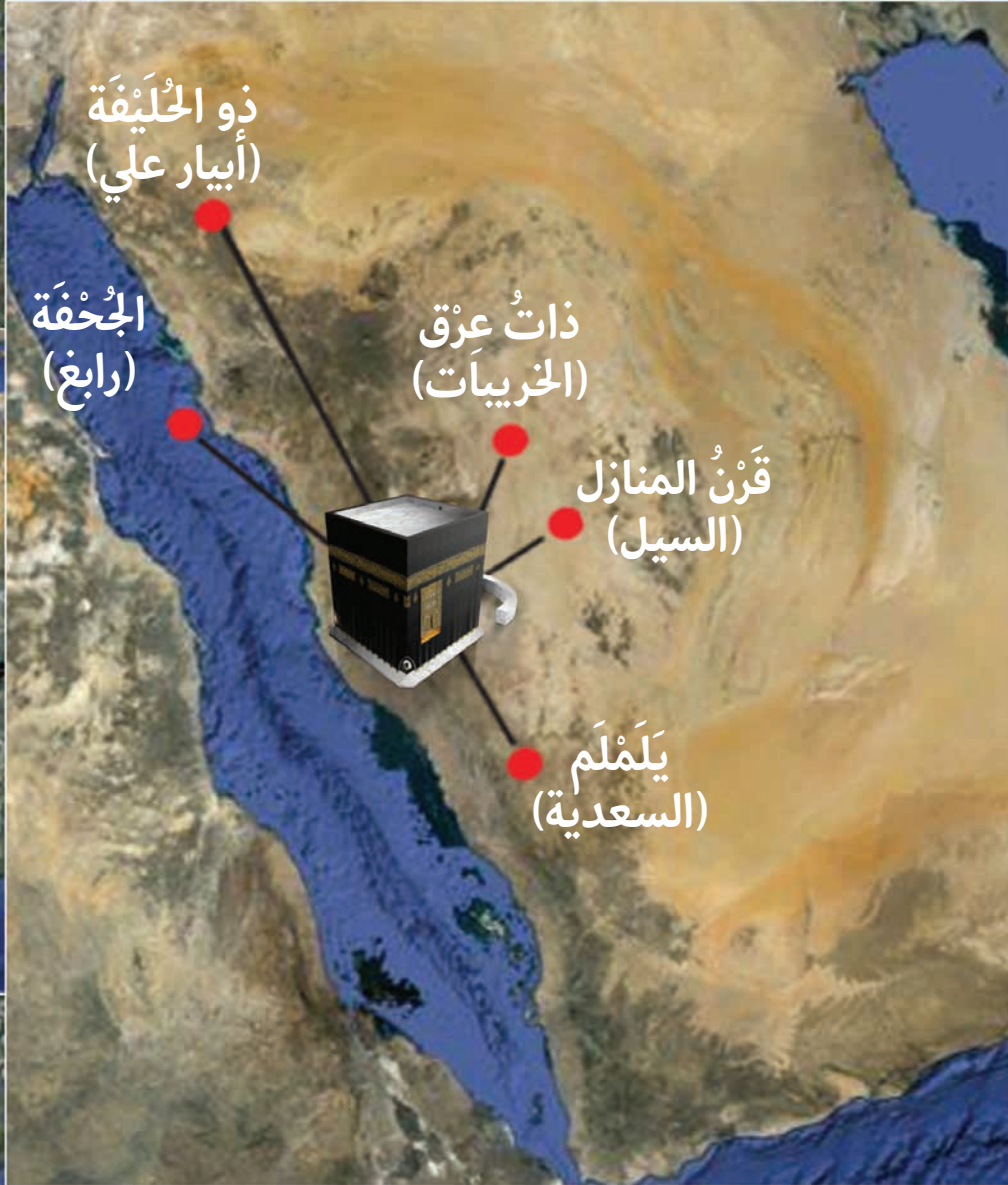 ذو الحُلَيْفَة
(أبيار علي)
الجُحْفَة
(رابغ)
ذاتُ عِرْق
(الخريبات)
قَرْنُ المنازل
(السيل)
يَلَمْلَم
(السعدية)